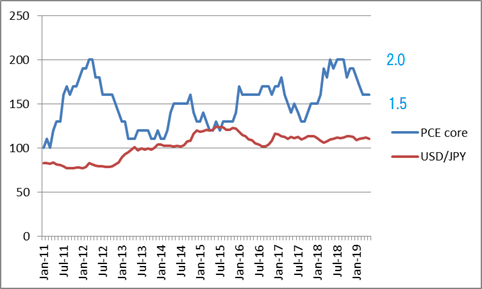 250
200
150
100
50
0
2.0
1.5
PCE core
USD/JPY
Jan-11
Jul-11
Jan-12
Jul-12
Jan-13
Jul-13
Jan-14
Jul-14
Jan-15
Jul-15
Jan-16
Jul-16
Jan-17
Jul-17
Jan-18
Jul-18
Jan-19